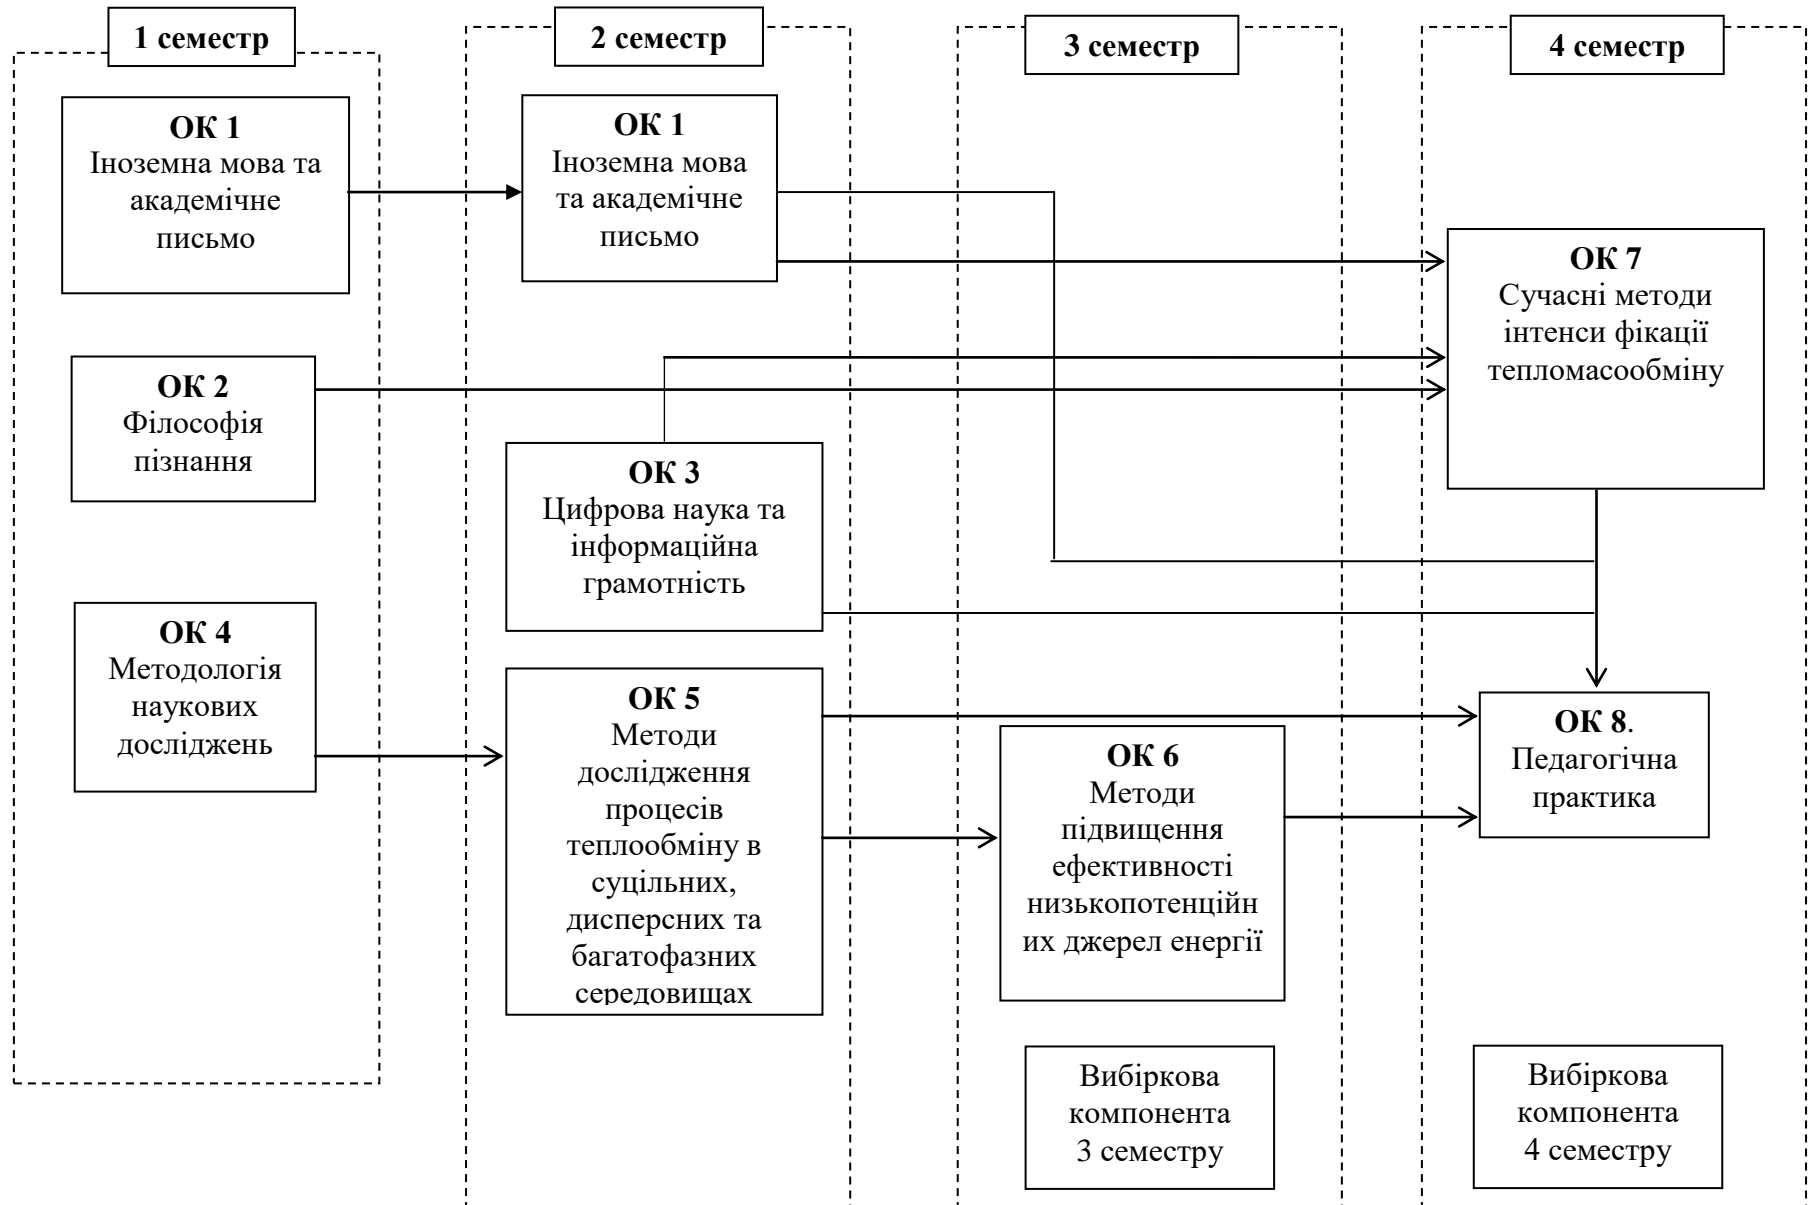 1 семестр
2 семестр
3 семестр
4 семестр
ОК 1
Іноземна мова та
академічне
письмо
ОК 2
Філософія
пізнання
ОК 4
Методологія
наукових
досліджень
ОК 1
Іноземна мова
та академічне
письмо
ОК 3
Цифрова наука та
інформаційна
грамотність
ОК 5
Методи
дослідження
процесів
теплообміну в
суцільних,
дисперсних та
багатофазних
середовищах
ОК 6
Методи
підвищення
ефективності
низькопотенційн
их джерел енергії
Вибіркова
компонента
3 семестру
ОК 7
Сучасні методи
інтенси фікації
тепломасообміну
ОК 8.
Педагогічна
практика
Вибіркова
компонента
4 семестру